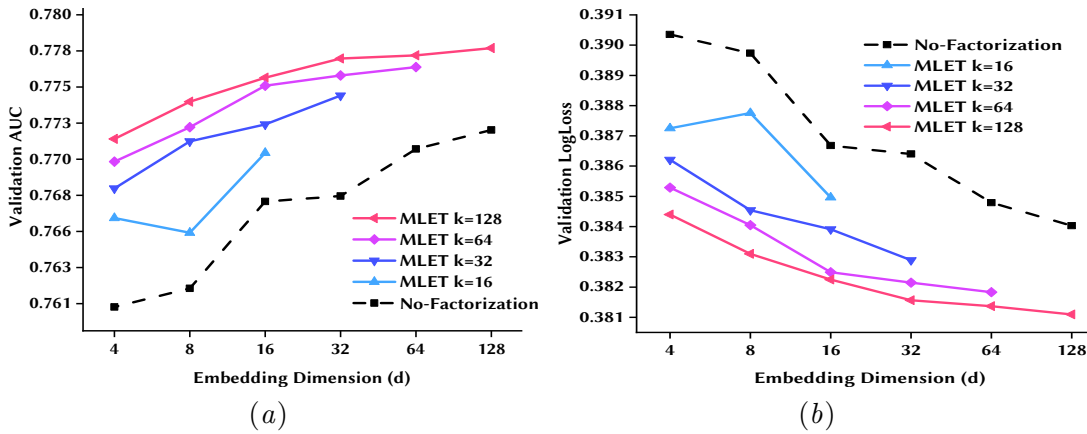 0.780
0.778
0.775
0.773
0.770
0.768
0.766
0.763
0.761
Validation AUC
MLET k=128
MLET k=64
MLET k=32
MLET k=16
No-Factorization
4 8 16 32 64 128
Embedding Dimension (d)
(a)
0.391
0.390
0.389
0.388
0.387
0.386
0.385
0.384
0.383
0.382
0.381
Validation LogLoss
No-Factorization
MLET k=16
MLET k=32
MLET k=64
MLET k=128
4 8 16 32 64 128
Embedding Dimension (d)
(b)